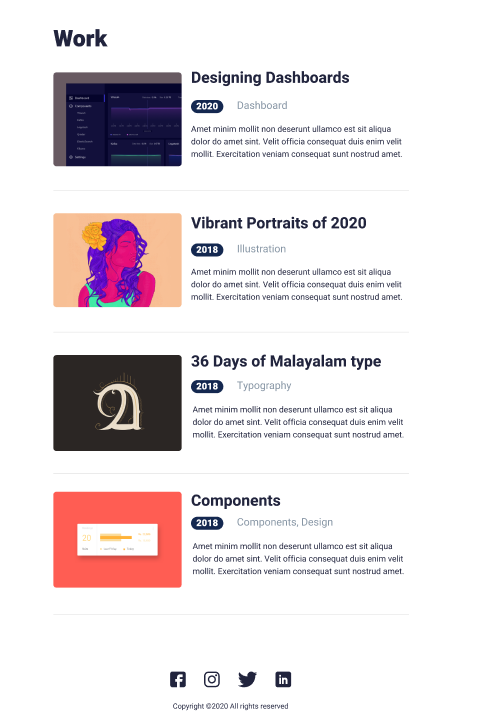 Work
Designing Dashboards
2020 Dashboard
Amet minim mollit non deserunt ullamco est sit aliqua
dolor do amet sint. Velit officia consequat duis enim velit
mollit. Exercitation veniam consequat sunt nostrud amet.
Vibrant Portraits of 2020
2018 Illustration
Amet minim mollit non deserunt ullamco est sit aliqua
dolor do amet sint. Velit officia consequat duis enim velit
mollit. Exercitation veniam consequat sunt nostrud amet.
36 Days of Malayalam type
2018 Typography
Amet minim mollit non deserunt ullamco est sit aliqua
dolor do amet sint. Velit officia consequat duis enim velit
mollit. Exercitation veniam consequat sunt nostrud amet.
Components
20
2018 Components, Design
Amet minim mollit non deserunt ullamco est sit aliqua
dolor do amet sint. Velit officia consequat duis enim velit
mollit. Exercitation veniam consequat sunt nostrud amet.
Copyright ©2020 All rights reserved